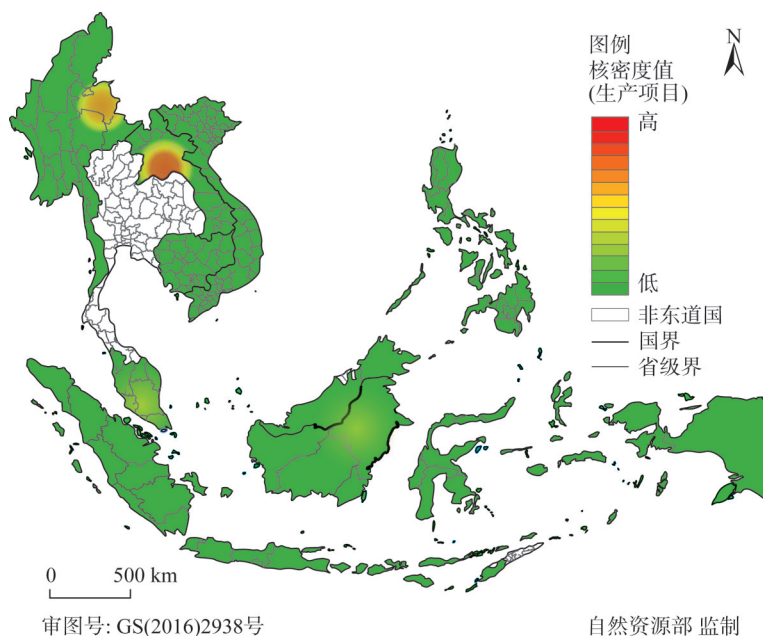 图例
核密度值
(生产项目)
高
低
非东道国
国界
省级界
N
0 500 km
审图号: GS(2016)2938号
自然资源部 监制